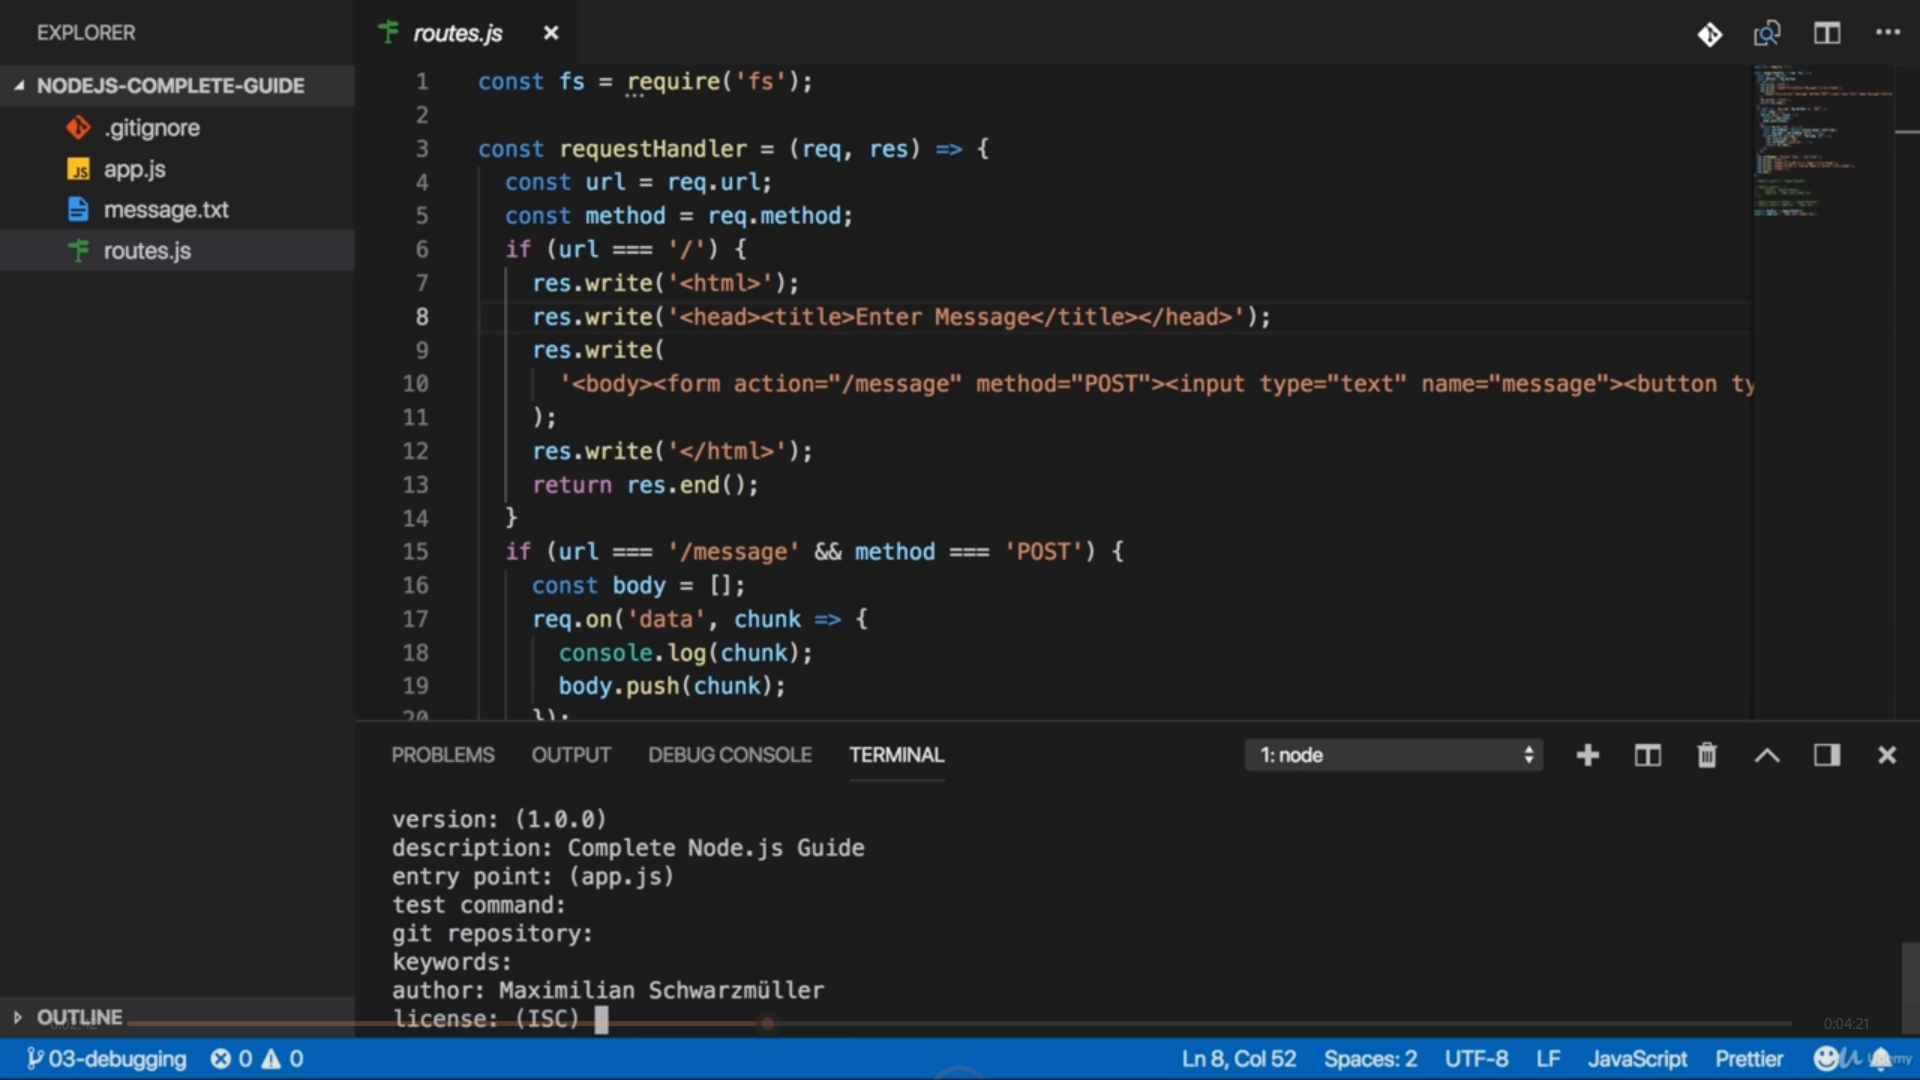 EXPLORER
NODEJS-COMPLETE-GUIDE
.gitignore
JS app.js
message.txt
routes.js
OUTLINE
routes.js
1 const fs = require('fs');
2
3 const requestHandler = (req, res) => {
4 const url = req.url;
5 const method = req.method;
6 if (url === '/') {
7 res.write('<html>');
8 res.write('<head><title>Enter Message</title></head>');
9 res.write(
10 '<body><form action="/message" method="POST"><input type="text" name="message"><button ty
11 );
12 res.write('</html>');
13 return res.end();
14 }
15 if (url === '/message' && method === 'POST') {
16 const body = [];
17 req.on('data', chunk => {
18 console.log(chunk);
19 body.push(chunk);
20 });
PROBLEMS OUTPUT DEBUG CONSOLE TERMINAL 1: node
version: (1.0.0)
description: Complete Node.js Guide
entry point: (app.js)
test command:
git repository:
keywords:
author: Maximilian Schwarzmüller
license: (ISC)
0:02:42 0:04:21
03-debugging 0 0 Ln 8, Col 52 Spaces: 2 UTF-8 LF JavaScript Prettier Udemy